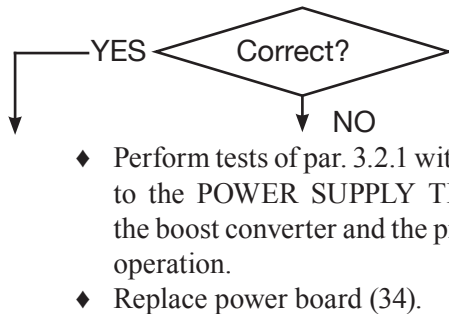 YES
Correct?
NO
♦ Perform tests of par. 3.2.1 wit
to the POWER SUPPLY
the boost converter and the
operation.
♦ Replace power board (34).